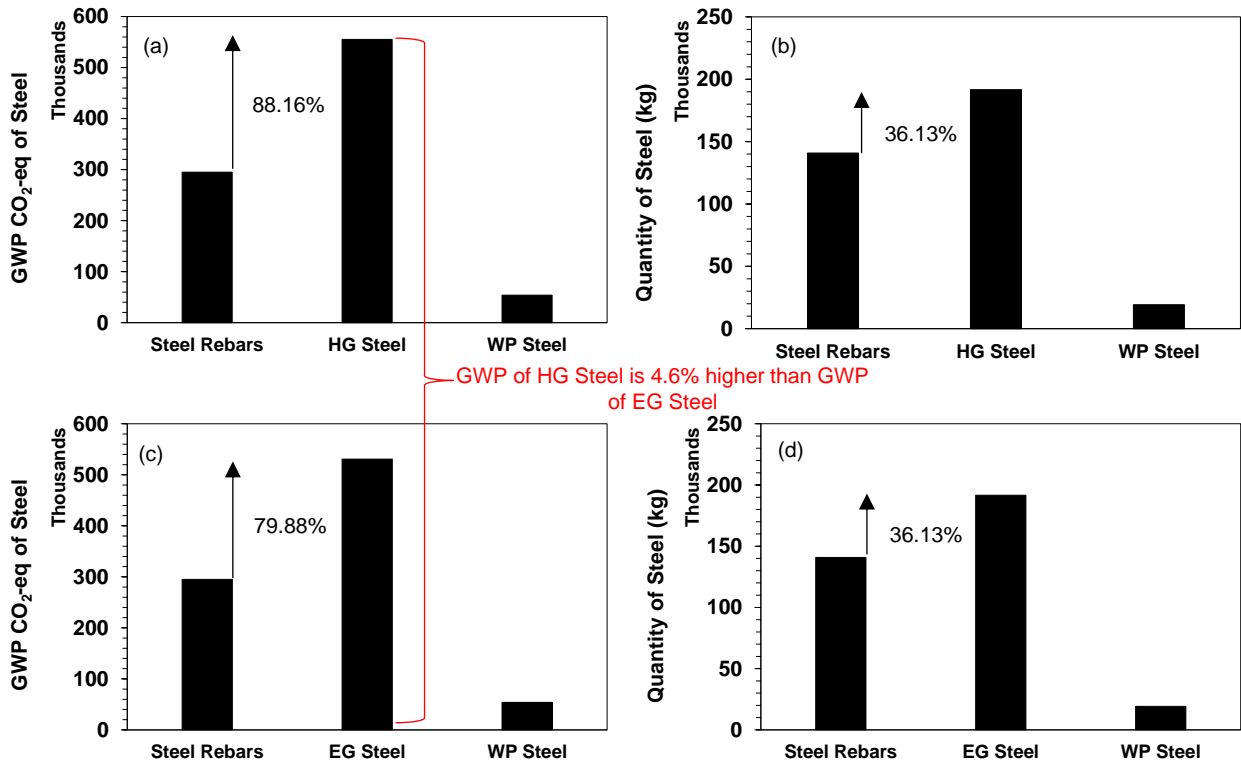 (a)
GWP CO₂-eq of Steel
Thousands
600
500
400
300
200
100
0
88.16%
Steel Rebars
HG Steel
WP Steel
(b)
Quantity of Steel (kg)
Thousands
250
200
150
100
50
0
36.13%
Steel Rebars
HG Steel
WP Steel
GWP of HG Steel is 4.6% higher than GWP
of EG Steel
(c)
GWP CO₂-eq of Steel
Thousands
600
500
400
300
200
100
0
79.88%
Steel Rebars
EG Steel
WP Steel
(d)
Quantity of Steel (kg)
Thousands
250
200
150
100
50
0
36.13%
Steel Rebars
EG Steel
WP Steel